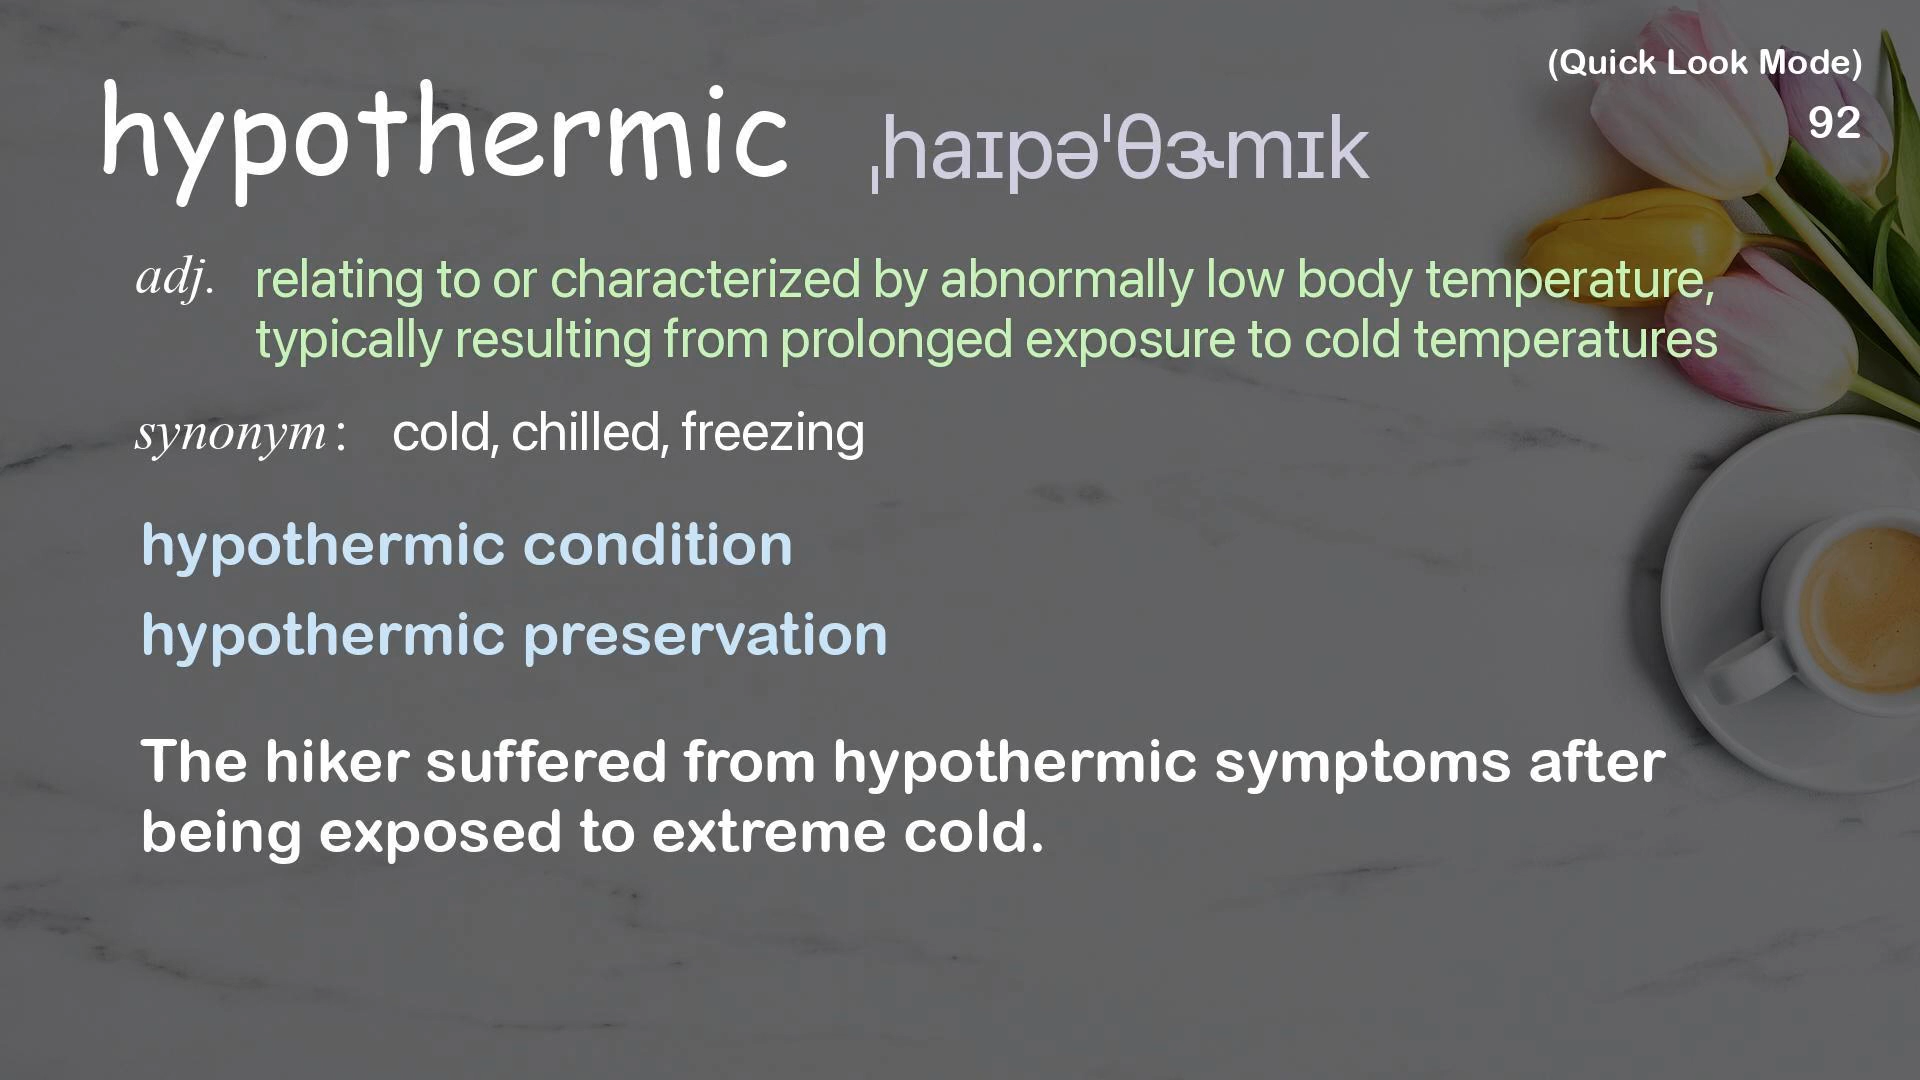 (Quick Look Mode)
92
hypothermic ˌhaɪpəˈθɝmɪk
adj. relating to or characterized by abnormally low body temperature,
typically resulting from prolonged exposure to cold temperatures
synonym: cold, chilled, freezing
hypothermic condition
hypothermic preservation
The hiker suffered from hypothermic symptoms after
being exposed to extreme cold.